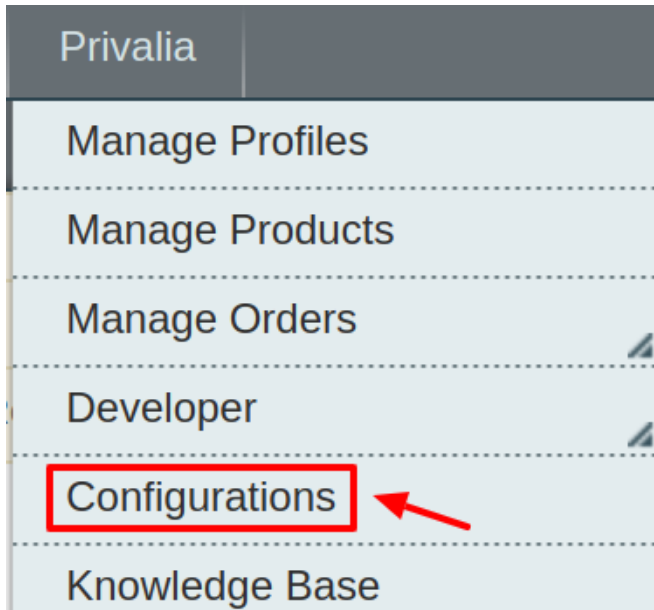 Privalia
Manage Profiles
Manage Products
Manage Orders
Developer
Configurations
Knowledge Base